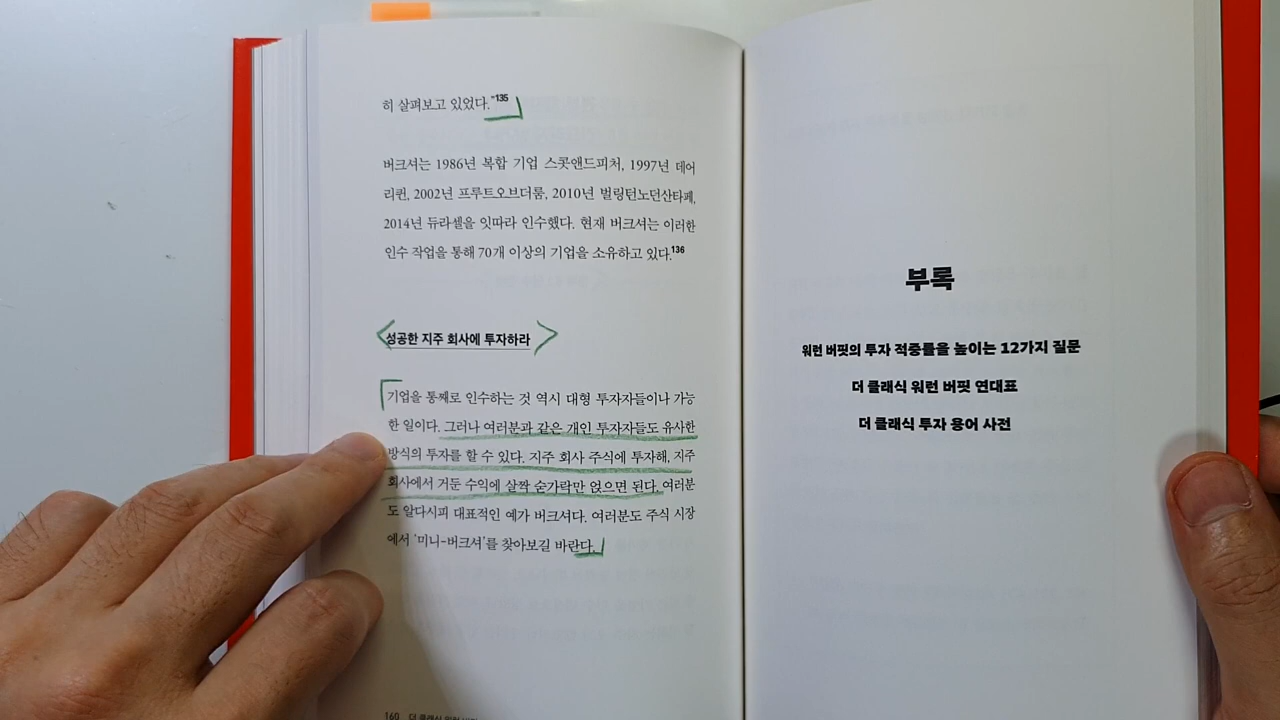 히 살펴보고 있었다."135
버크셔는 1986년 복합 기업 스콧앤드피처, 1997년 데어
리퀸, 2002년 프루트오브더룸, 2010년 벌링턴노던산타페,
2014년 듀라셀을 잇따라 인수했다. 현재 버크셔는 이러한
인수 작업을 통해 70개 이상의 기업을 소유하고 있다.136
성공한 지주 회사에 투자하라
기업을 통째로 인수하는 것 역시 대형 투자자들이나 가능
한 일이다. 그러나 여러분과 같은 개인 투자자들도 유사한
방식의 투자를 할 수 있다. 지주 회사 주식에 투자해, 지주
회사에서 거둔 수익에 살짝 숟가락만 얹으면 된다. 여러분
도 알다시피 대표적인 예가 버크셔다. 여러분도 주식 시장
에서 '미니-버크셔'를 찾아보길 바란다.
160 더 클래식 워런 버핏
부록
워런 버핏의 투자 적중률을 높이는 12가지 질문
더 클래식 워런 버핏 연대표
더 클래식 투자 용어 사전